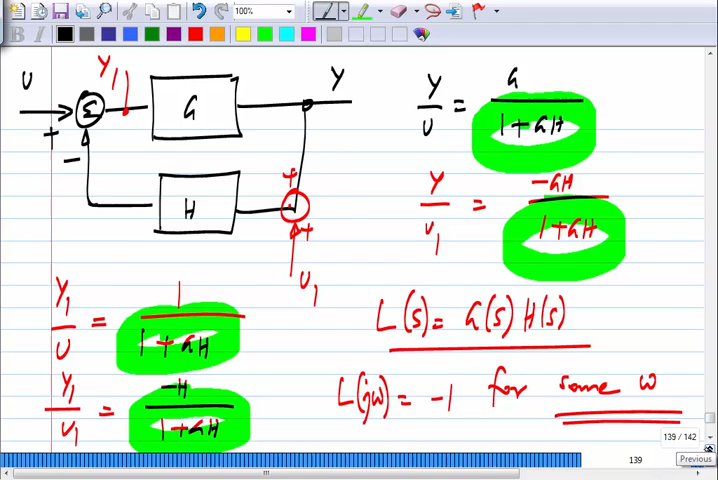 100%
B I
U
+
−
Σ
Y₁
G
Y
H
+
+
U₁
Y/U = G/(1 + GH)
Y/U₁ = −GH/(1 + GH)
Y₁/U = 1/(1 + GH)
Y₁/U₁ = −H/(1 + GH)
L(s) = G(s) H(s)
L(jω) = −1 for some ω
139 / 142
139
Previous